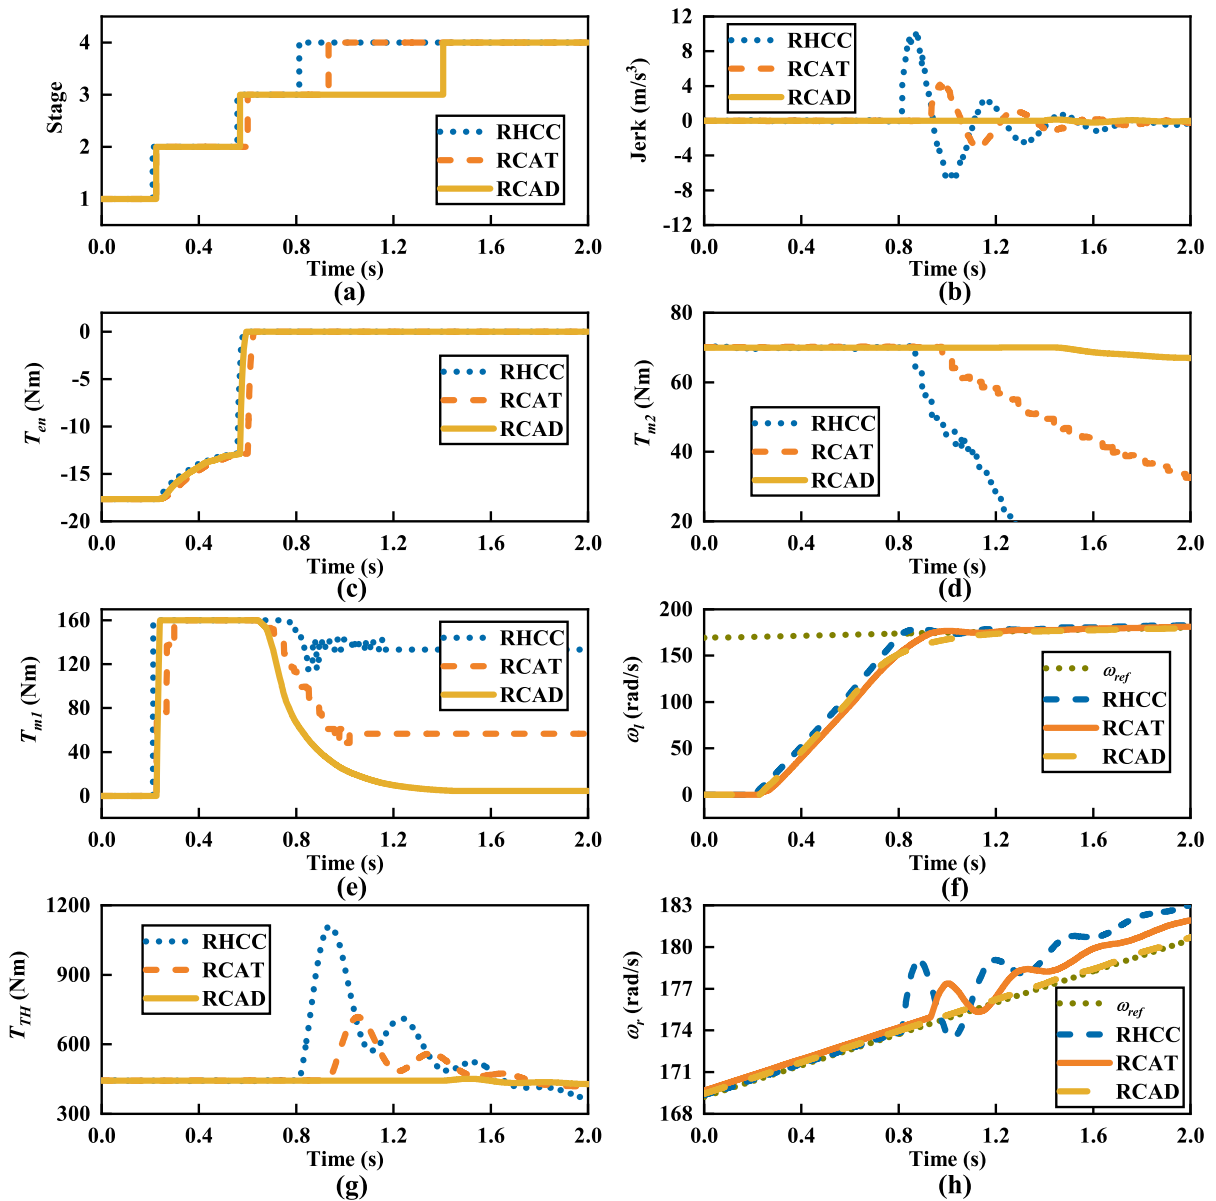 4
3
2
1
Stage
RHCC
RCAT
RCAD
0.0 0.4 0.8 1.2 1.6 2.0
Time (s)
(a)
12
8
4
0
-4
-8
-12
Jerk (m/s³)
RHCC
RCAT
RCAD
0.0 0.4 0.8 1.2 1.6 2.0
Time (s)
(b)
0
-5
-10
-15
-20
T_en (Nm)
RHCC
RCAT
RCAD
0.0 0.4 0.8 1.2 1.6 2.0
Time (s)
(c)
80
60
40
20
T_m2 (Nm)
RHCC
RCAT
RCAD
0.0 0.4 0.8 1.2 1.6 2.0
Time (s)
(d)
160
120
80
40
0
T_m1 (Nm)
RHCC
RCAT
RCAD
0.0 0.4 0.8 1.2 1.6 2.0
Time (s)
(e)
200
150
100
50
0
ω_l (rad/s)
ω_ref
RHCC
RCAT
RCAD
0.0 0.4 0.8 1.2 1.6 2.0
Time (s)
(f)
1200
900
600
300
T_TH (Nm)
RHCC
RCAT
RCAD
0.0 0.4 0.8 1.2 1.6 2.0
Time (s)
(g)
183
180
177
174
171
168
ω_r (rad/s)
ω_ref
RHCC
RCAT
RCAD
0.0 0.4 0.8 1.2 1.6 2.0
Time (s)
(h)